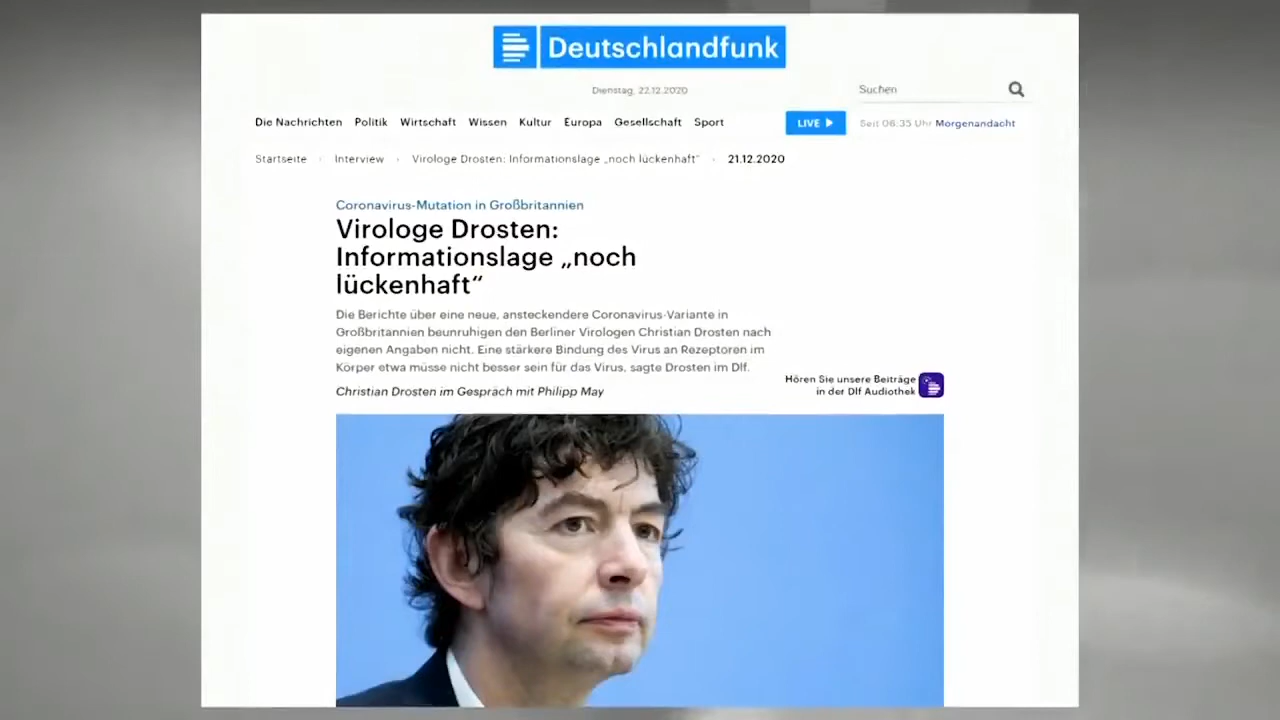 Deutschlandfunk
Dienstag, 22.12.2020
Suchen
Die Nachrichten Politik Wirtschaft Wissen Kultur Europa Gesellschaft Sport LIVE Seit 06:35 Uhr Morgenandacht
Startseite Interview Virologe Drosten: Informationslage „noch lückenhaft“ 21.12.2020
Coronavirus-Mutation in Großbritannien
Virologe Drosten:
Informationslage „noch
lückenhaft“
Die Berichte über eine neue, ansteckendere Coronavirus-Variante in
Großbritannien beunruhigen den Berliner Virologen Christian Drosten nach
eigenen Angaben nicht. Eine stärkere Bindung des Virus an Rezeptoren im
Körper etwa müsse nicht besser sein für das Virus, sagte Drosten im Dlf.
Christian Drosten im Gespräch mit Philipp May
Hören Sie unsere Beiträge
in der Dlf Audiothek